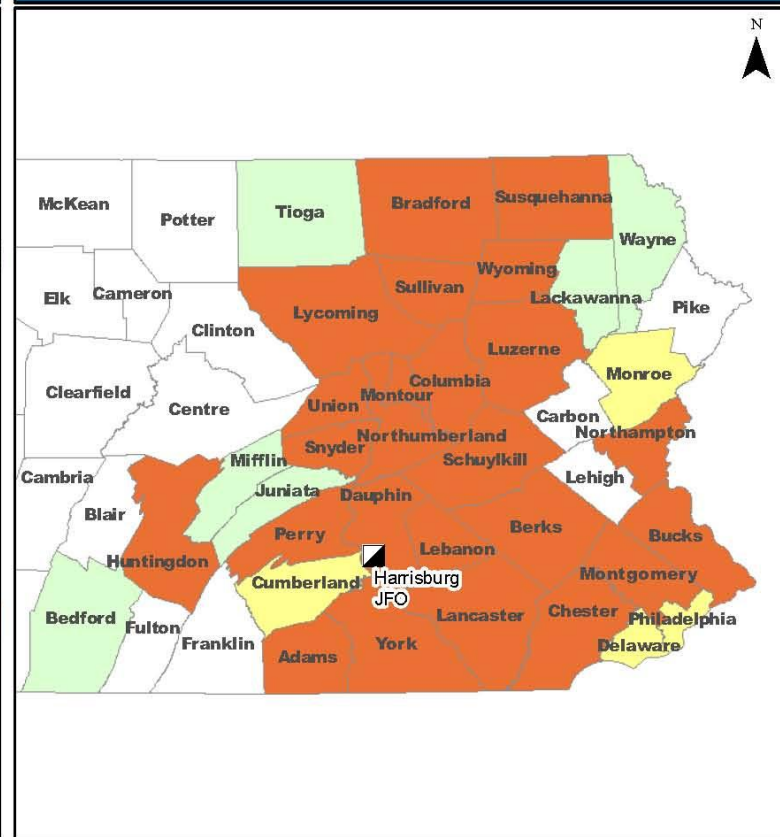 N
McKean
Potter
Tioga
Bradford
Susquehanna
Wayne
Elk
Cameron
Clinton
Lycoming
Sullivan
Wyoming
Lackawanna
Pike
Luzerne
Monroe
Clearfield
Centre
Union
Montour
Columbia
Carbon
Northampton
Snyder
Northumberland
Schuylkill
Lehigh
Cambria
Mifflin
Juniata
Blair
Dauphin
Perry
Berks
Bucks
Lebanon
Huntingdon
Cumberland
Harrisburg
JFO
Montgomery
Bedford
Fulton
Franklin
Lancaster
Chester
Philadelphia
Delaware
Adams
York